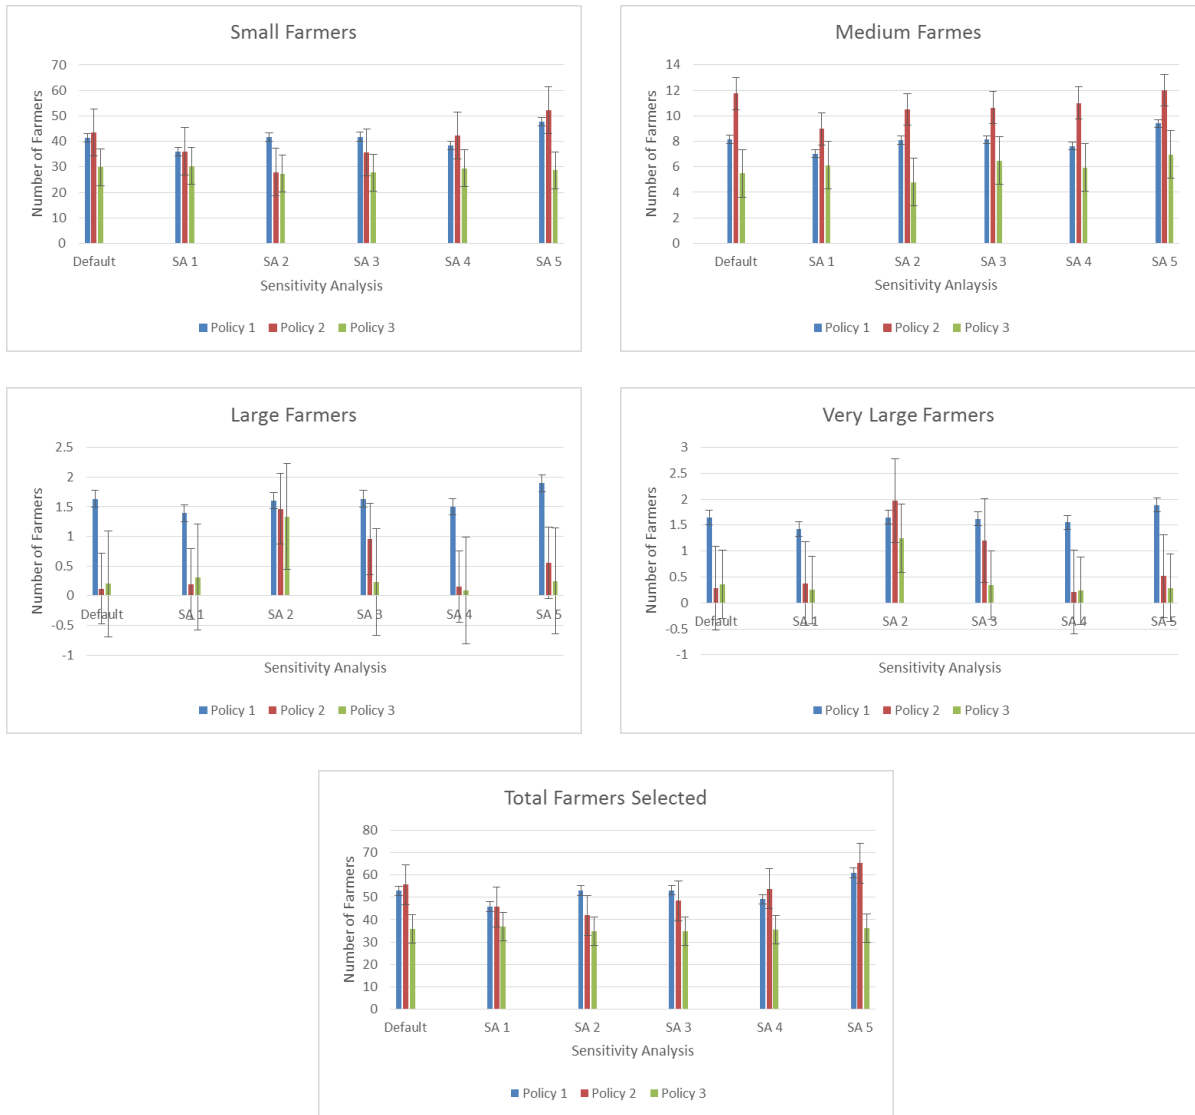 Small Farmers
Number of Farmers
70
60
50
40
30
20
10
0
Default SA 1 SA 2 SA 3 SA 4 SA 5
Sensitivity Analysis
Policy 1 Policy 2 Policy 3
Medium Farmes
Number of Farmers
14
12
10
8
6
4
2
0
Default SA 1 SA 2 SA 3 SA 4 SA 5
Sensitivity Anlaysis
Policy 1 Policy 2 Policy 3
Large Farmers
Number of Farmers
2.5
2
1.5
1
0.5
0
-0.5
-1
Default SA 1 SA 2 SA 3 SA 4 SA 5
Sensitivity Analysis
Policy 1 Policy 2 Policy 3
Very Large Farmers
Number of Farmers
3
2.5
2
1.5
1
0.5
0
-0.5
-1
Default SA 1 SA 2 SA 3 SA 4 SA 5
Sensitivity Analysis
Policy 1 Policy 2 Policy 3
Total Farmers Selected
Number of Farmers
80
70
60
50
40
30
20
10
0
Default SA 1 SA 2 SA 3 SA 4 SA 5
Sensitivity Analysis
Policy 1 Policy 2 Policy 3